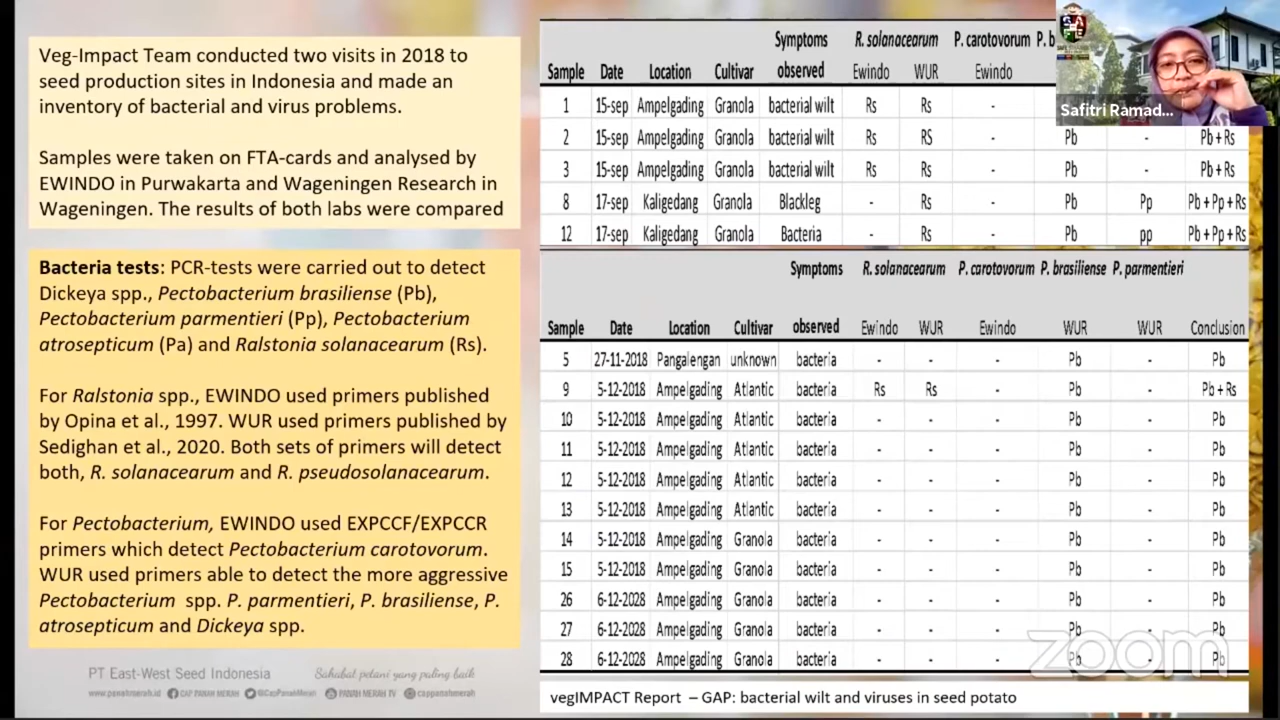 Veg-Impact Team conducted two visits in 2018 to
seed production sites in Indonesia and made an
inventory of bacterial and virus problems.
Samples were taken on FTA-cards and analysed by
EWINDO in Purwakarta and Wageningen Research in
Wageningen. The results of both labs were compared
Bacteria tests: PCR-tests were carried out to detect
Dickeya spp., Pectobacterium brasiliense (Pb),
Pectobacterium parmentieri (Pp), Pectobacterium
atrosepticum (Pa) and Ralstonia solanacearum (Rs).
For Ralstonia spp., EWINDO used primers published
by Opina et al., 1997. WUR used primers published by
Sedighan et al., 2020. Both sets of primers will detect
both, R. solanacearum and R. pseudosolanacearum.
For Pectobacterium, EWINDO used EXPCCF/EXPCCR
primers which detect Pectobacterium carotovorum.
WUR used primers able to detect the more aggressive
Pectobacterium spp. P. parmentieri, P. brasiliense, P.
atrosepticum and Dickeya spp.
PT East-West Seed Indonesia Sahabat petani yang paling baik
www.panahmerah.id CAP PANAH MERAH @CapPanahMerah PANAH MERAH TV cappanahmerah
Symptoms R. solanacearum P. carotovorum P. b
Sample Date Location Cultivar observed Ewindo WUR Ewindo
1 15-sep Ampelgading Granola bacterial wilt Rs Rs -
2 15-sep Ampelgading Granola bacterial wilt Rs RS - Pb - Pb + Rs
3 15-sep Ampelgading Granola bacterial wilt Rs Rs - Pb - Pb + Rs
8 17-sep Kaligedang Granola Blackleg - Rs - Pb Pp Pb + Pp + Rs
12 17-sep Kaligedang Granola Bacteria - Rs - Pb pp Pb + Pp + Rs
Symptoms R. solanacearum P. carotovorum P. brasiliense P. parmentieri
Sample Date Location Cultivar observed Ewindo WUR Ewindo WUR WUR Conclusion
5 27-11-2018 Pangalengan unknown bacteria - - - Pb - Pb
9 5-12-2018 Ampelgading Atlantic bacteria Rs Rs - Pb - Pb + Rs
10 5-12-2018 Ampelgading Atlantic bacteria - - - Pb - Pb
11 5-12-2018 Ampelgading Atlantic bacteria - - - Pb - Pb
12 5-12-2018 Ampelgading Atlantic bacteria - - - Pb - Pb
13 5-12-2018 Ampelgading Atlantic bacteria - - - Pb - Pb
14 5-12-2018 Ampelgading Granola bacteria - - - Pb - Pb
15 5-12-2018 Ampelgading Granola bacteria - - - Pb - Pb
26 6-12-2028 Ampelgading Granola bacteria - - - Pb - Pb
27 6-12-2028 Ampelgading Granola bacteria - - - Pb - Pb
28 6-12-2028 Ampelgading Granola bacteria - - - Pb - Pb
vegIMPACT Report – GAP: bacterial wilt and viruses in seed potato
Safitri Ramad...
zoom